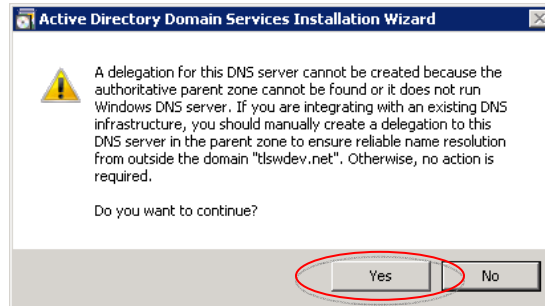 Active Directory Domain Services Installation Wizard
A delegation for this DNS server cannot be created because the
authoritative parent zone cannot be found or it does not run
Windows DNS server. If you are integrating with an existing DNS
infrastructure, you should manually create a delegation to this
DNS server in the parent zone to ensure reliable name resolution
from outside the domain "tlswdev.net". Otherwise, no action is
required.
Do you want to continue?
Yes
No